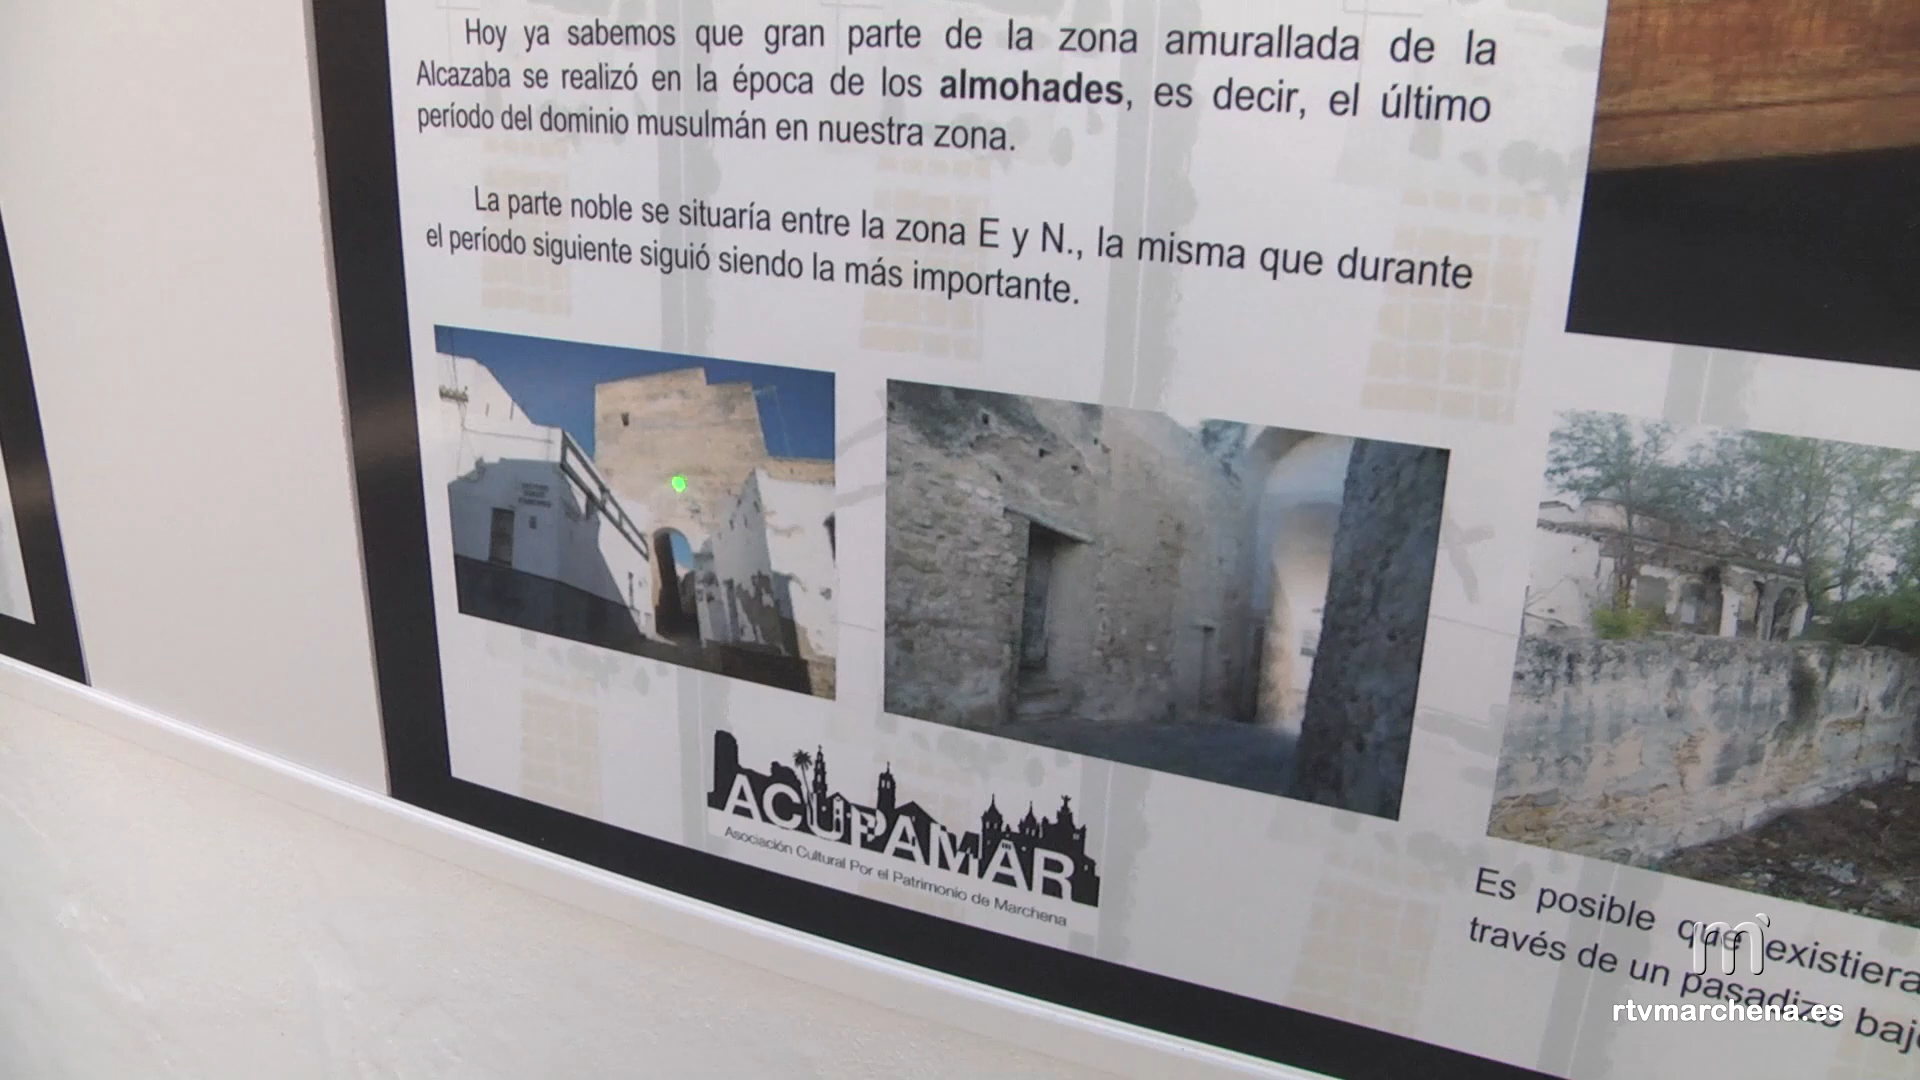 Hoy ya sabemos que gran parte de la zona amurallada de la
Alcazaba se realizó en la época de los almohades, es decir, el último
período del dominio musulmán en nuestra zona.
La parte noble se situaría entre la zona E y N., la misma que durante
el período siguiente siguió siendo la más importante.
ACUPAMAR
Asociación Cultural Por el Patrimonio de Marchena
Es posible que existiera
través de un pasadizo bajo
m
rtvmarchena.es